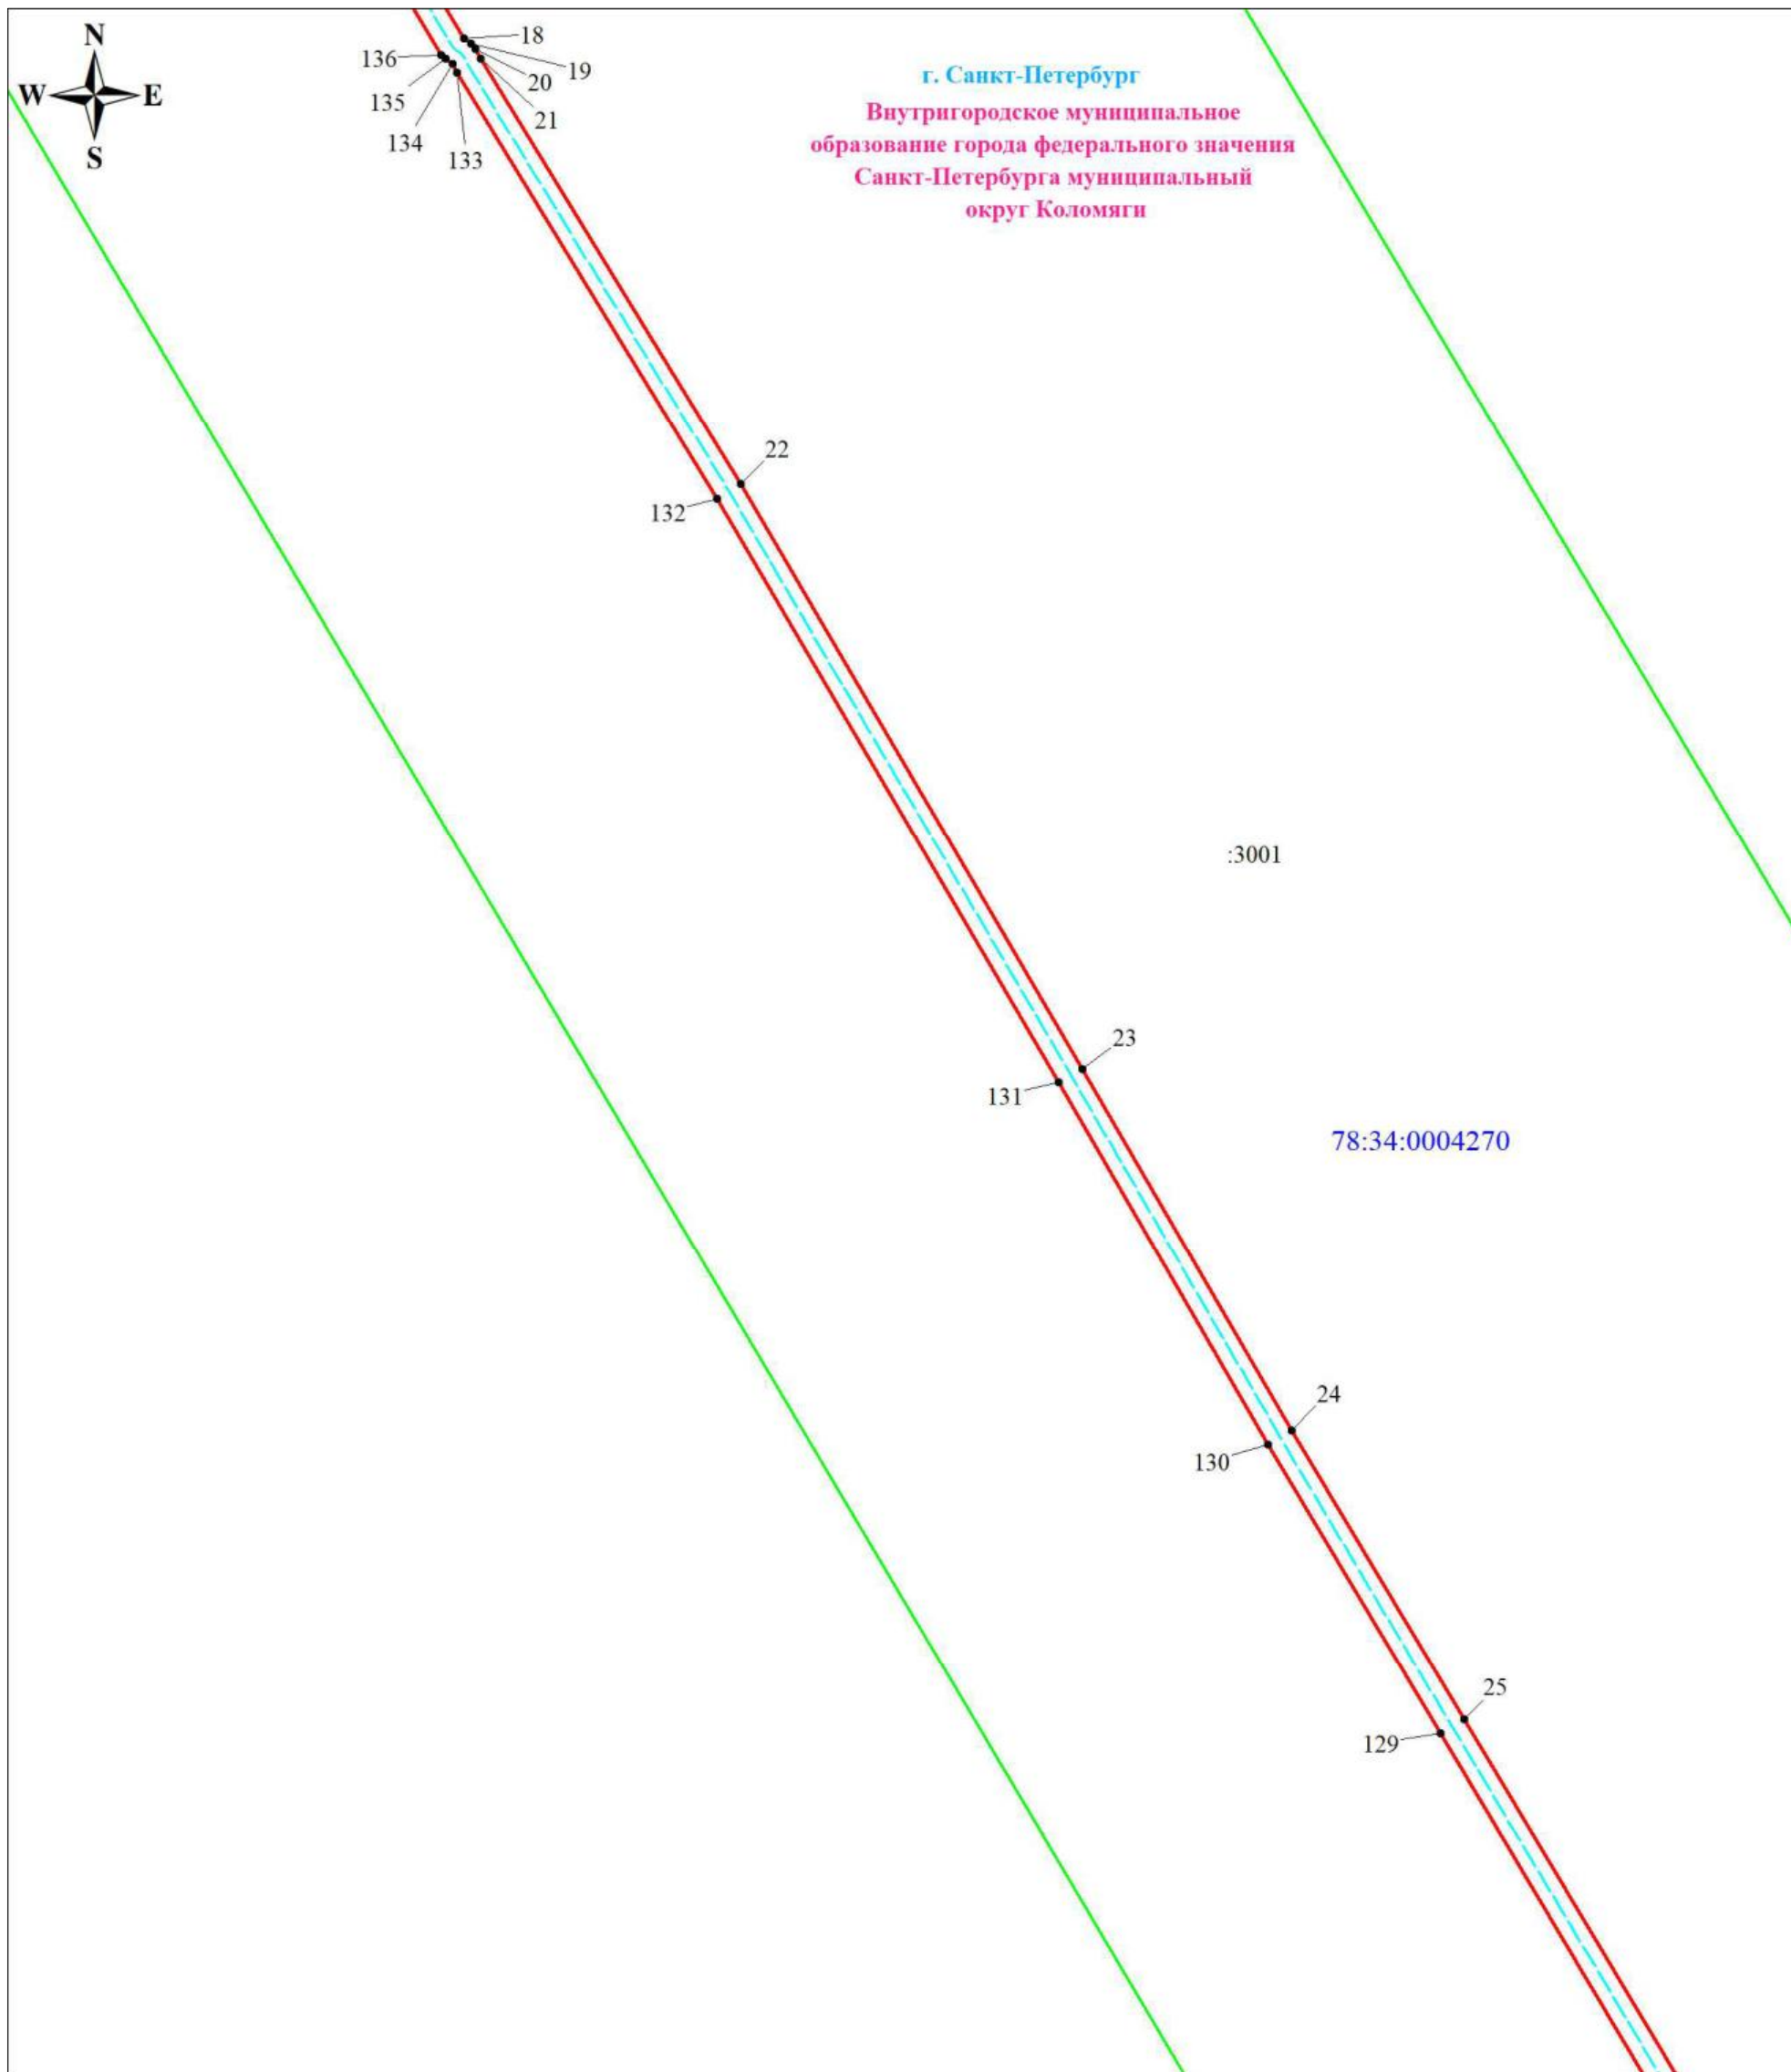 N
W E
S
18
19
20
21
136
135
134
133
г. Санкт-Петербург
Внутригородское муниципальное
образование города федерального значения
Санкт-Петербурга муниципальный
округ Коломяги
22
132
:3001
23
131
78:34:0004270
24
130
25
129